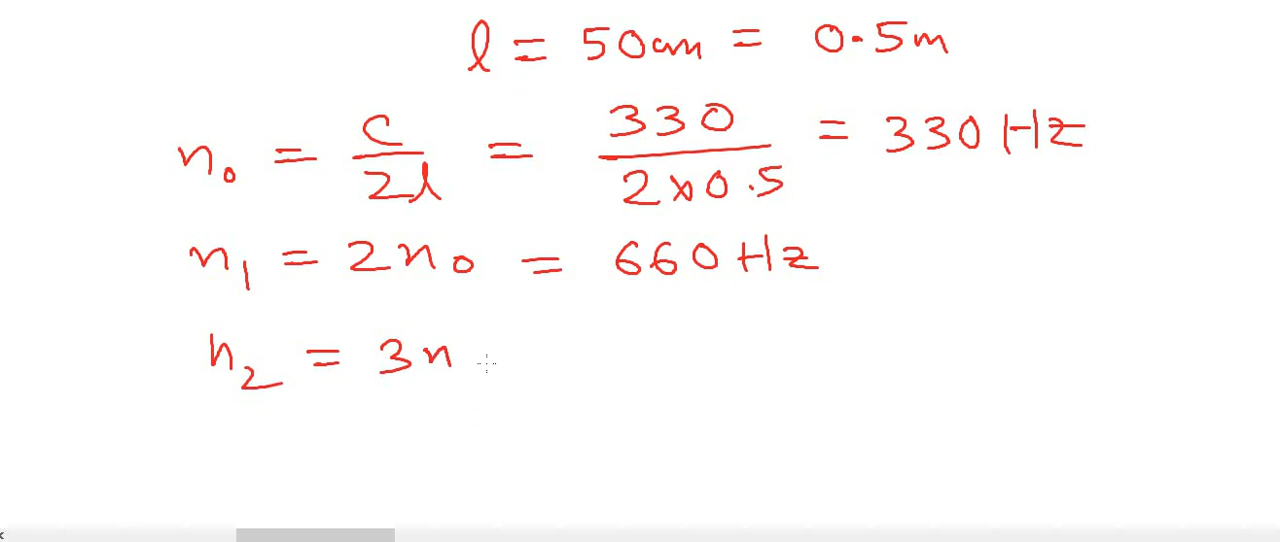 l = 50cm = 0.5m
n₀ = c/2l = 330/2×0.5 = 330 Hz
n₁ = 2n₀ = 660 Hz
n₂ = 3n